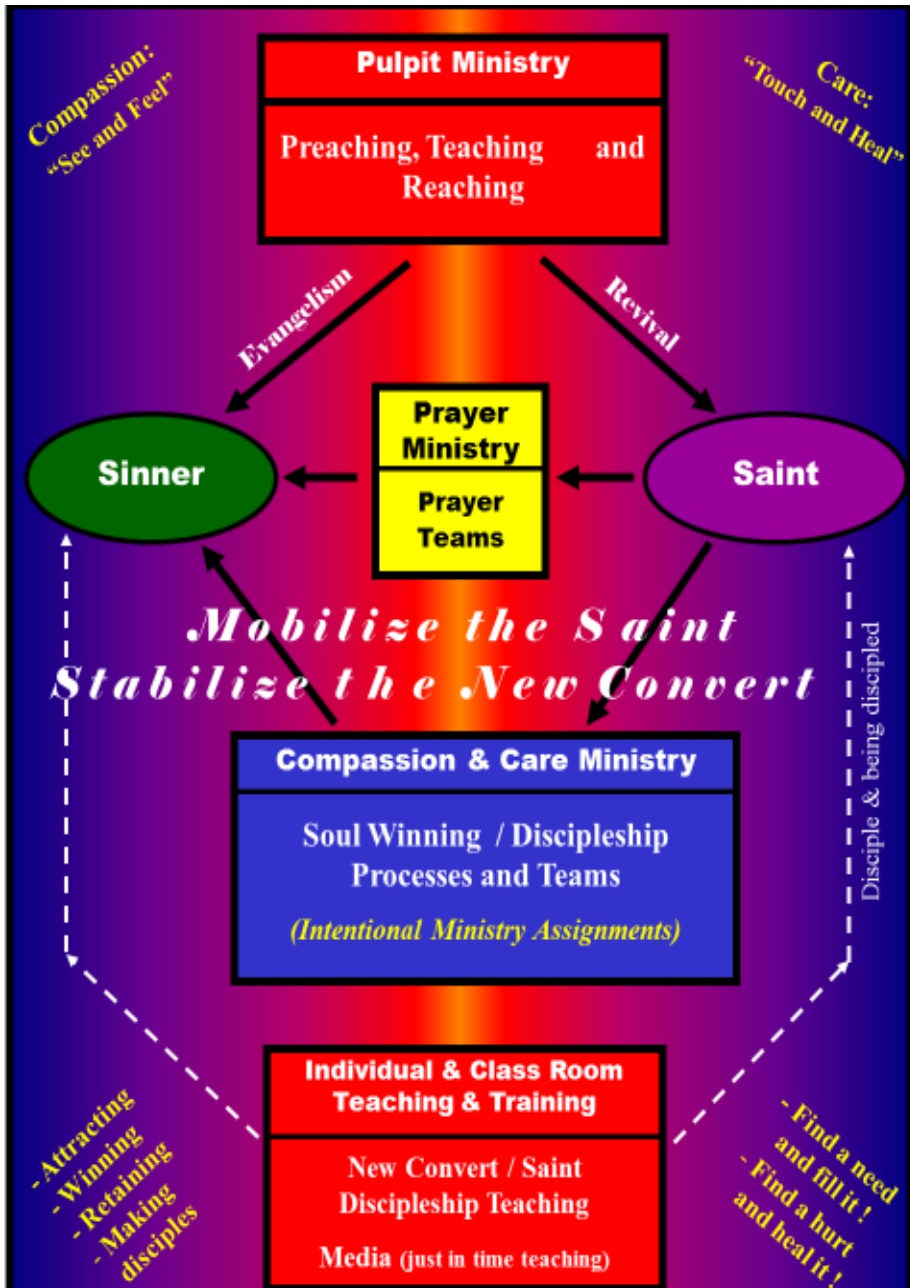 Compassion:
“See and Feel”
Pulpit Ministry
Preaching, Teaching and
Reaching
Care:
“Touch and Heal”
Evangelism
Revival
Sinner
Prayer
Ministry
Prayer
Teams
Saint
Mobilize the Saint
Stabilize the New Convert
Disciple & being discipled
Compassion & Care Ministry
Soul Winning / Discipleship
Processes and Teams
(Intentional Ministry Assignments)
Individual & Class Room
Teaching & Training
New Convert / Saint
Discipleship Teaching
Media (just in time teaching)
- Attracting
- Winning
- Retaining
- Making
disciples
- Find a need
and fill it !
- Find a hurt
and heal it !